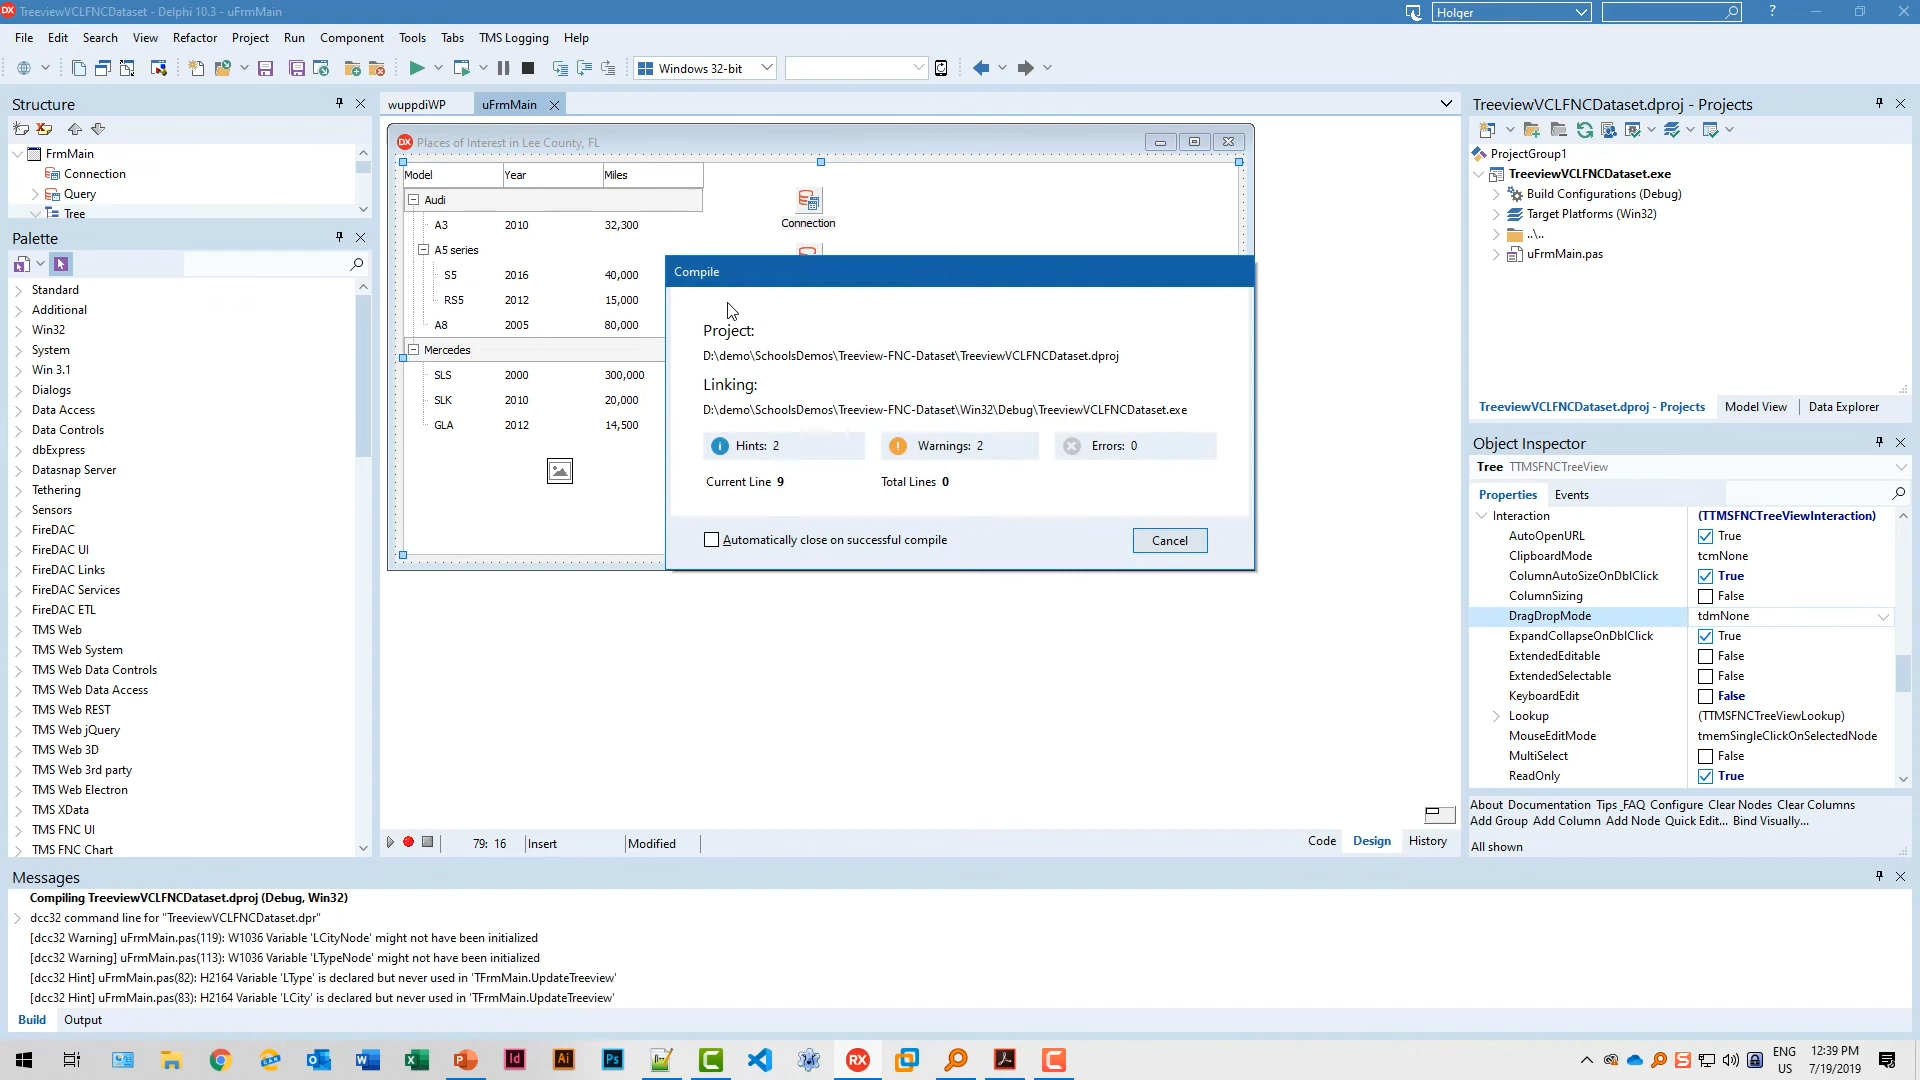 TreeviewVCLFNCDataset - Delphi 10.3 - uFrmMain
Holger
?
File Edit Search View Refactor Project Run Component Tools Tabs TMS Logging Help
Windows 32-bit
Structure
FrmMain
Connection
Query
Tree
Palette
Standard
Additional
Win32
System
Win 3.1
Dialogs
Data Access
Data Controls
dbExpress
Datasnap Server
Tethering
Sensors
FireDAC
FireDAC UI
FireDAC Links
FireDAC Services
FireDAC ETL
TMS Web
TMS Web System
TMS Web Data Controls
TMS Web Data Access
TMS Web REST
TMS Web jQuery
TMS Web 3D
TMS Web 3rd party
TMS Web Electron
TMS XData
TMS FNC UI
TMS FNC Chart
wuppdiWP uFrmMain
Places of Interest in Lee County, FL
Model Year Miles
Audi
A3 2010 32,300
A5 series
S5 2016 40,000
RS5 2012 15,000
A8 2005 80,000
Mercedes
SLS 2000 300,000
SLK 2010 20,000
GLA 2012 14,500
Connection
Compile
Project:
D:\demo\SchoolsDemos\Treeview-FNC-Dataset\TreeviewVCLFNCDataset.dproj
Linking:
D:\demo\SchoolsDemos\Treeview-FNC-Dataset\Win32\Debug\TreeviewVCLFNCDataset.exe
Hints: 2 Warnings: 2 Errors: 0
Current Line 9 Total Lines 0
Automatically close on successful compile
Cancel
79: 16 Insert Modified
Code Design History
TreeviewVCLFNCDataset.dproj - Projects
ProjectGroup1
TreeviewVCLFNCDataset.exe
Build Configurations (Debug)
Target Platforms (Win32)
..\..
uFrmMain.pas
TreeviewVCLFNCDataset.dproj - Projects Model View Data Explorer
Object Inspector
Tree TTMSFNCTreeView
Properties Events
Interaction (TTMSFNCTreeViewInteraction)
AutoOpenURL True
ClipboardMode tcmNone
ColumnAutoSizeOnDblClick True
ColumnSizing False
DragDropMode tdmNone
ExpandCollapseOnDblClick True
ExtendedEditable False
ExtendedSelectable False
KeyboardEdit False
Lookup (TTMSFNCTreeViewLookup)
MouseEditMode tmemSingleClickOnSelectedNode
MultiSelect False
ReadOnly True
About Documentation Tips_FAQ Configure Clear Nodes Clear Columns
Add Group Add Column Add Node Quick Edit... Bind Visually...
All shown
Messages
Compiling TreeviewVCLFNCDataset.dproj (Debug, Win32)
dcc32 command line for "TreeviewVCLFNCDataset.dpr"
[dcc32 Warning] uFrmMain.pas(119): W1036 Variable 'LCityNode' might not have been initialized
[dcc32 Warning] uFrmMain.pas(113): W1036 Variable 'LTypeNode' might not have been initialized
[dcc32 Hint] uFrmMain.pas(82): H2164 Variable 'LType' is declared but never used in 'TFrmMain.UpdateTreeview'
[dcc32 Hint] uFrmMain.pas(83): H2164 Variable 'LCity' is declared but never used in 'TFrmMain.UpdateTreeview'
Build Output
ENG
US
12:39 PM
7/19/2019